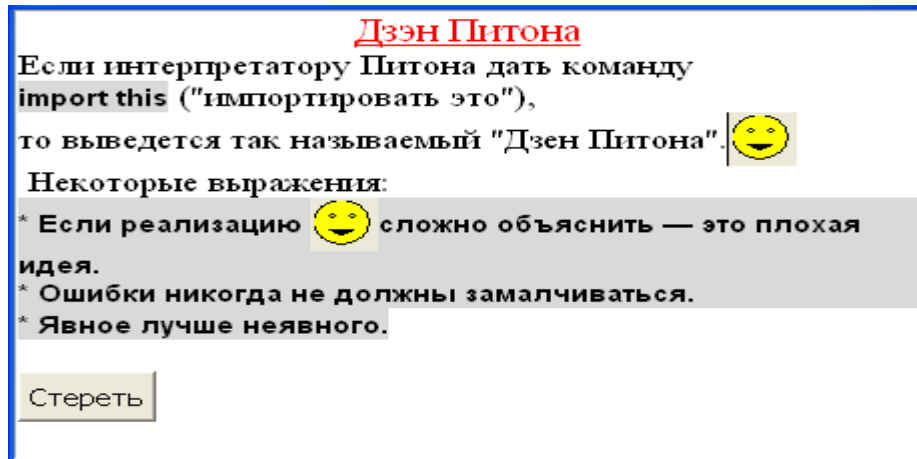 Дзэн Питона
Если интерпретатору Питона дать команду
import this ("импортировать это"),
то выведется так называемый "Дзен Питона".
Некоторые выражения:
* Если реализацию сложно объяснить — это плохая
идея.
* Ошибки никогда не должны замалчиваться.
* Явное лучше неявного.
Стереть